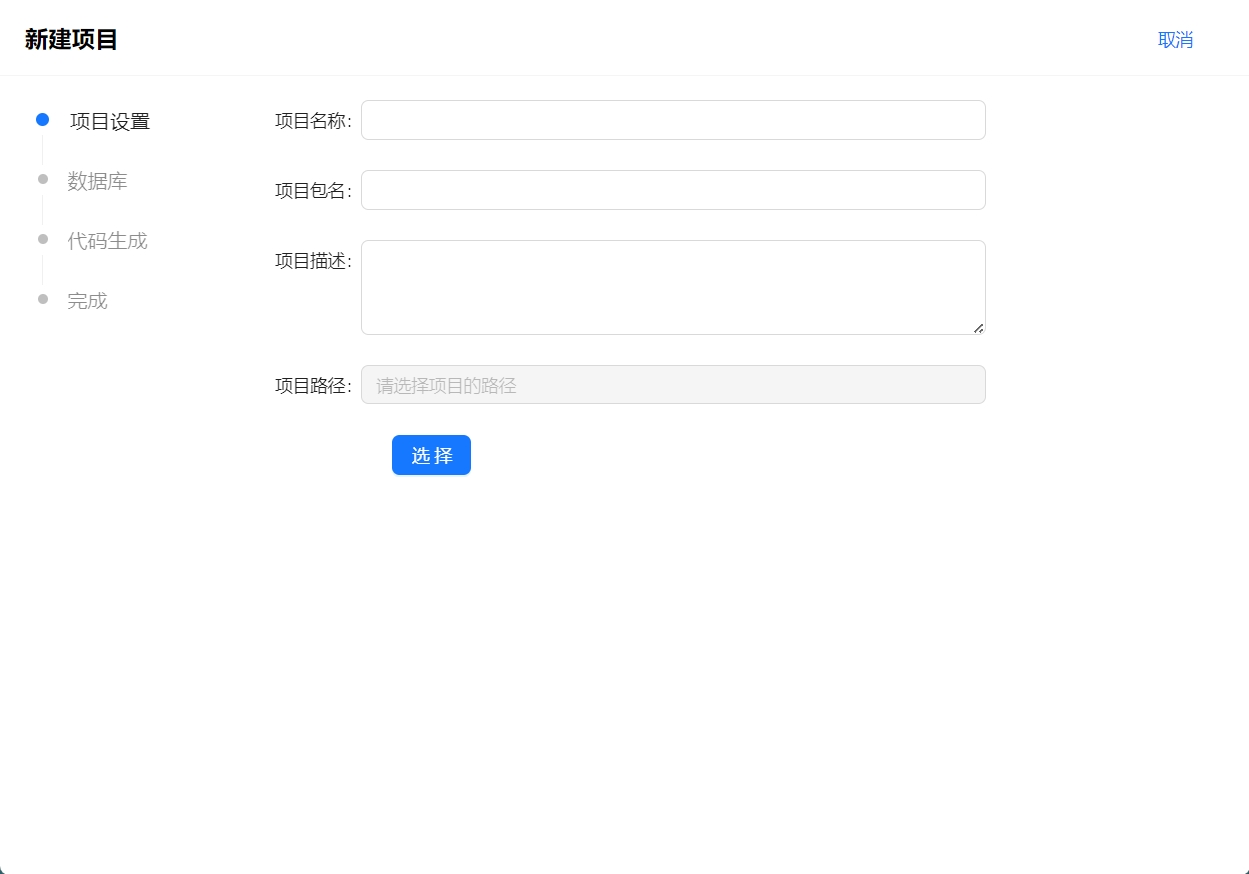 新建项目
取消
项目设置
数据库
代码生成
完成
项目名称:
项目包名:
项目描述:
项目路径:
请选择项目的路径
选 择